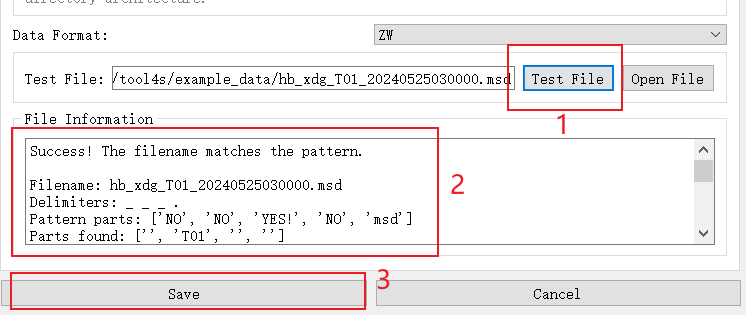 directory architecture.
Data Format:
ZW
Test File:
/tool4s/example_data/hb_xdg_T01_20240525030000.msd
Test File
Open File
1
File Information
Success! The filename matches the pattern.
Filename: hb_xdg_T01_20240525030000.msd
Delimiters: _ _ _ .
Pattern parts: ['NO', 'NO', 'YES!', 'NO', 'msd']
Parts found: ['', 'T01', '', '']
2
3
Save
Cancel